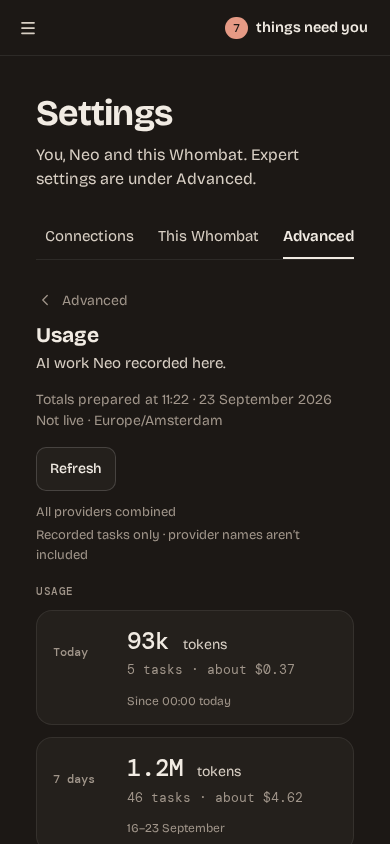 7 things need you
Settings
You, Neo and this Whombat. Expert
settings are under Advanced.
Connections This Whombat Advanced
Advanced
Usage
AI work Neo recorded here.
Totals prepared at 11:22 · 23 September 2026
Not live · Europe/Amsterdam
Refresh
All providers combined
Recorded tasks only · provider names aren't
included
USAGE
Today
93k tokens
5 tasks · about $0.37
Since 00:00 today
7 days
1.2M tokens
46 tasks · about $4.62
16–23 September